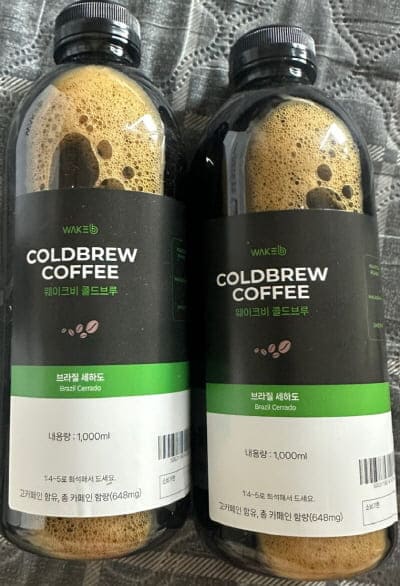 WAKEb
COLDBREW
COFFEE
웨이크비 콜드브루
브라질 세하도
Brazil Cerrado
내용량 : 1,000ml
1:4~5로 희석해서 드세요.
고카페인 함유, 총 카페인 함량(648mg)
WAKEb
COLDBREW
COFFEE
웨이크비 콜드브루
브라질 세하도
Brazil Cerrado
내용량 : 1,000ml
1:4~5로 희석해서 드세요.
고카페인 함유, 총 카페인 함량(648mg)